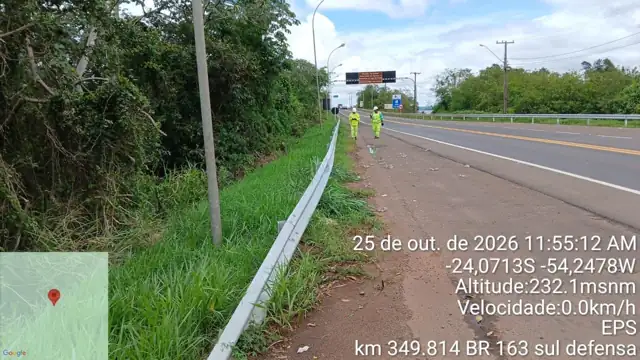 25 de out. de 2026 11:55:12 AM
-24,0713S -54,2478W
Altitude:232.1msnm
Velocidade:0.0km/h
EPS
km 349.814 BR 163 sul defensa
Google